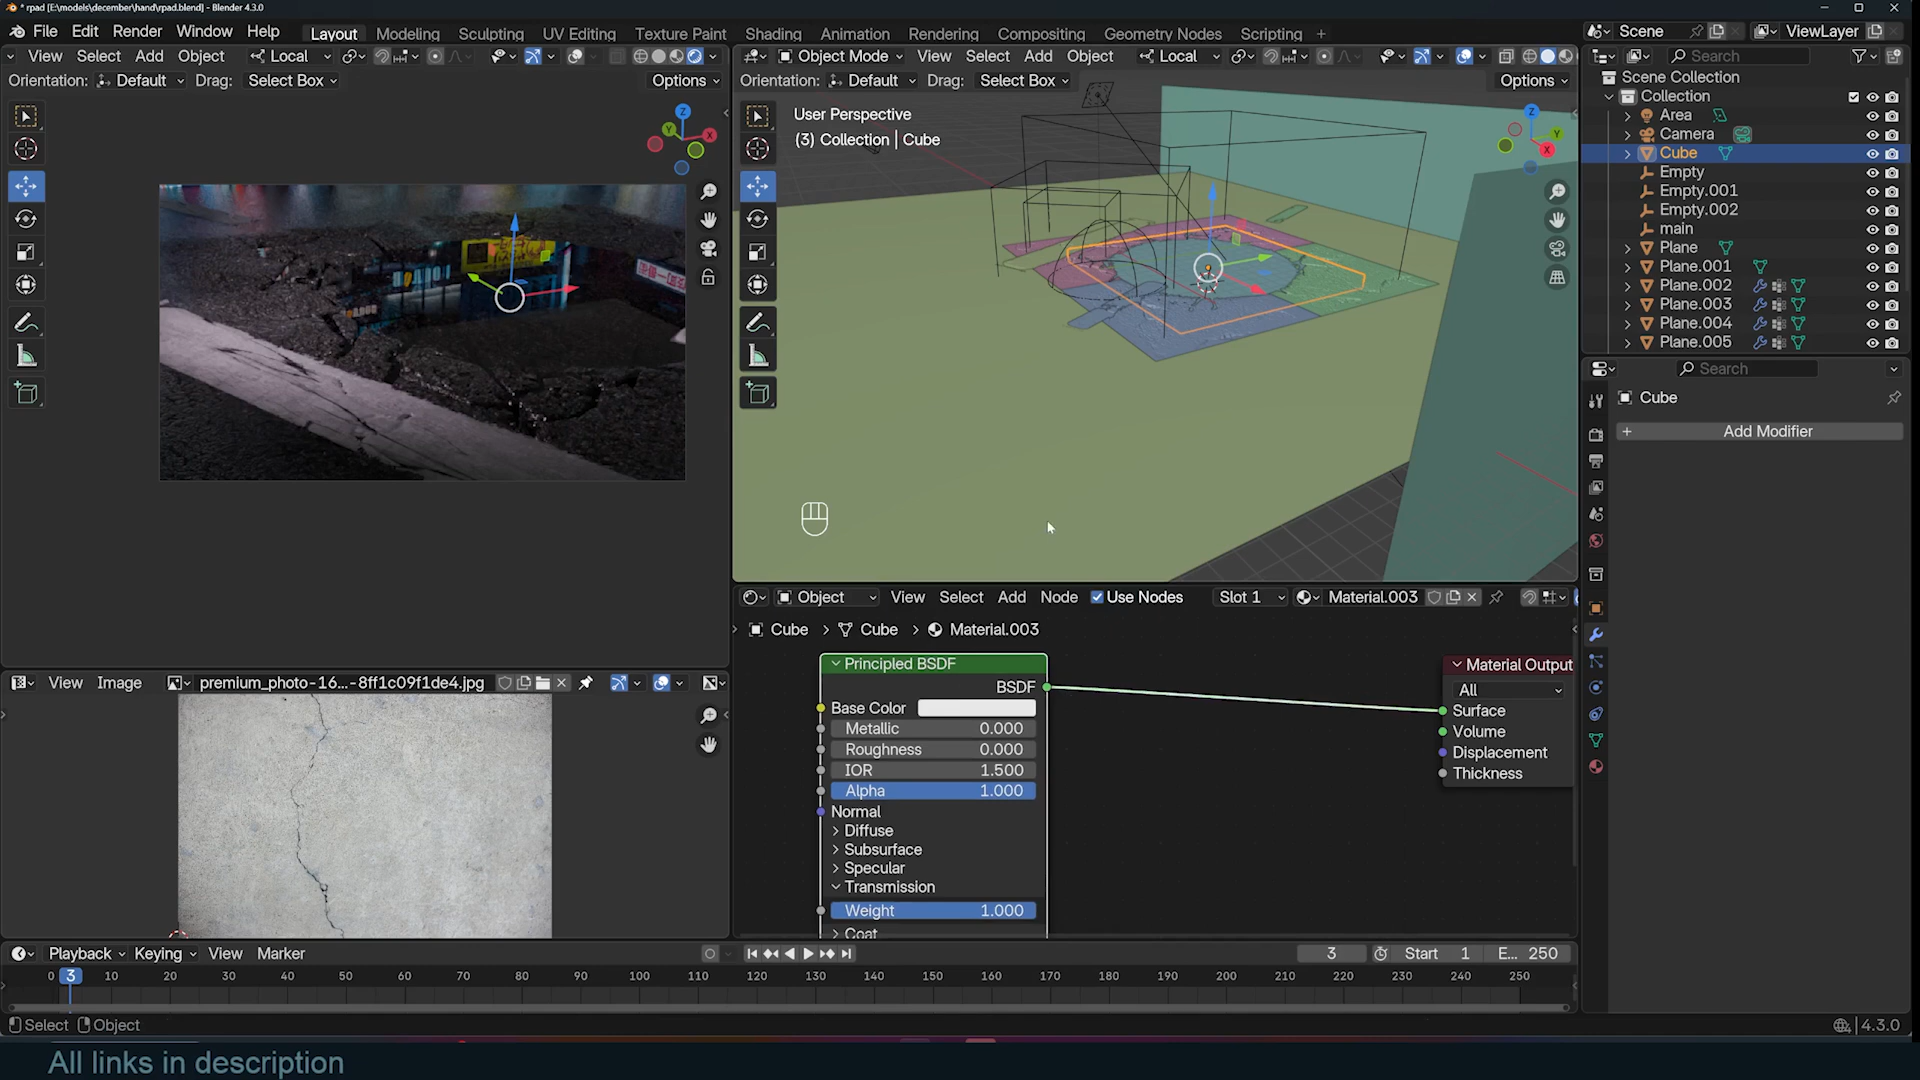 * rpad [E:\models\december\hand\rpad.blend] - Blender 4.3.0
File Edit Render Window Help Layout Modeling Sculpting UV Editing Texture Paint Shading Animation Rendering Compositing Geometry Nodes Scripting + Scene ViewLayer
View Select Add Object Local
Object Mode View Select Add Object Local
Search
Orientation: Default Drag: Select Box Options
Orientation: Default Drag: Select Box Options
Scene Collection
Collection
Area
Camera
Cube
Empty
Empty.001
Empty.002
main
Plane
Plane.001
Plane.002
Plane.003
Plane.004
Plane.005
User Perspective
(3) Collection | Cube
Z
Y
X
Z
Y
X
Search
Cube
+ Add Modifier
Object View Select Add Node Use Nodes Slot 1 Material.003
Cube > Cube > Material.003
Principled BSDF
BSDF
Base Color
Metallic 0.000
Roughness 0.000
IOR 1.500
Alpha 1.000
Normal
Diffuse
Subsurface
Specular
Transmission
Weight 1.000
Coat
Material Output
All
Surface
Volume
Displacement
Thickness
View Image premium_photo-16...-8ff1c09f1de4.jpg
Playback Keying View Marker 3 Start 1 E... 250
0 3 10 20 30 40 50 60 70 80 90 100 110 120 130 140 150 160 170 180 190 200 210 220 230 240 250
Select Object 4.3.0
All links in description